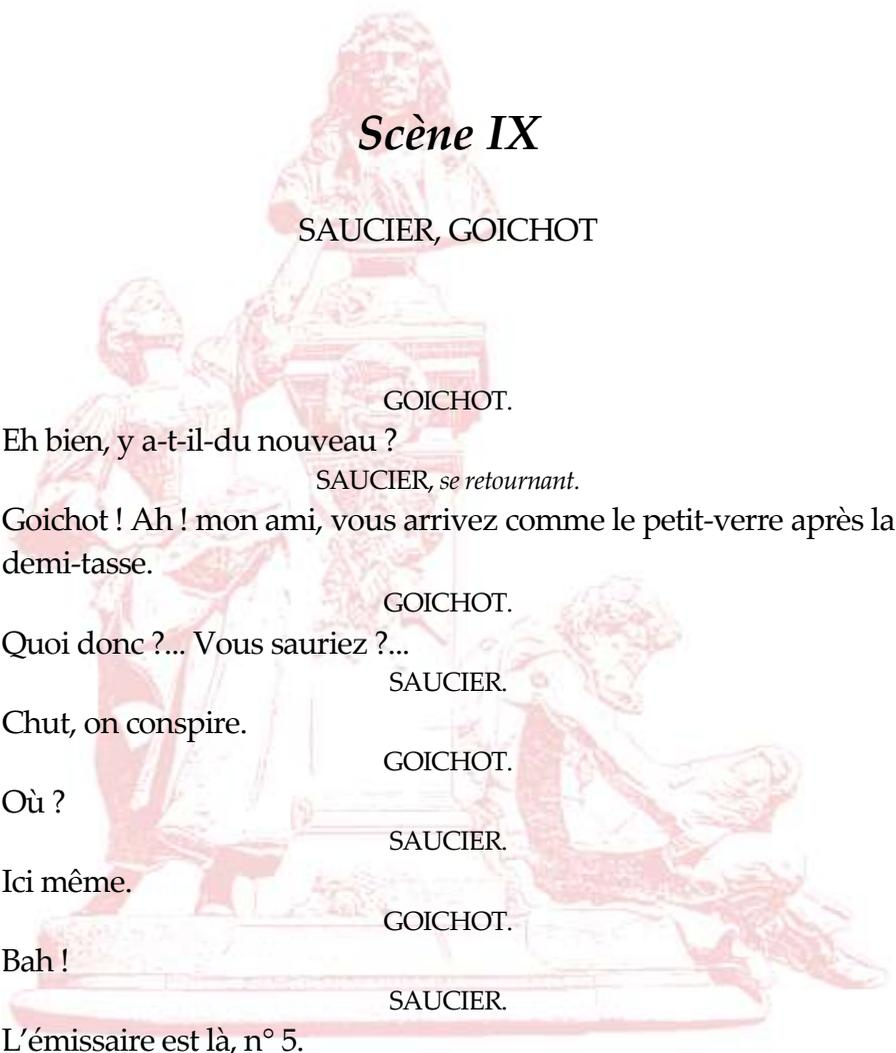 Scène IX
SAUCIER, GOICHOT
GOICHOT.
Eh bien, y a-t-il-du nouveau ?
SAUCIER, se retournant.
Goichot ! Ah ! mon ami, vous arrivez comme le petit-verre après la
demi-tasse.
GOICHOT.
Quoi donc ?... Vous sauriez ?...
SAUCIER.
Chut, on conspire.
GOICHOT.
Où ?
SAUCIER.
Ici même.
GOICHOT.
Bah !
SAUCIER.
L’émissaire est là, n° 5.